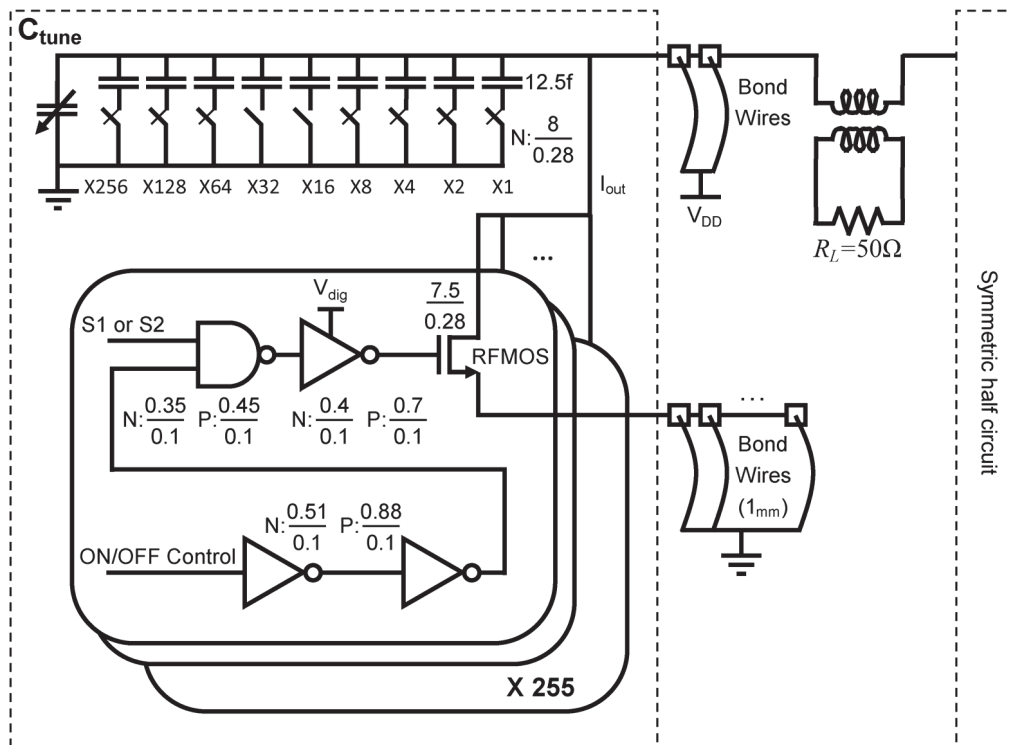 Ctune
12.5f
N: 8/0.28
X256 X128 X64 X32 X16 X8 X4 X2 X1
Bond
Wires
VDD
RL=50Ω
Iout
...
Symmetric half circuit
Vdig
7.5/0.28
S1 or S2
RFMOS
N: 0.35/0.1 P: 0.45/0.1 N: 0.4/0.1 P: 0.7/0.1
...
Bond
Wires
(1mm)
N: 0.51/0.1 P: 0.88/0.1
ON/OFF Control
X 255